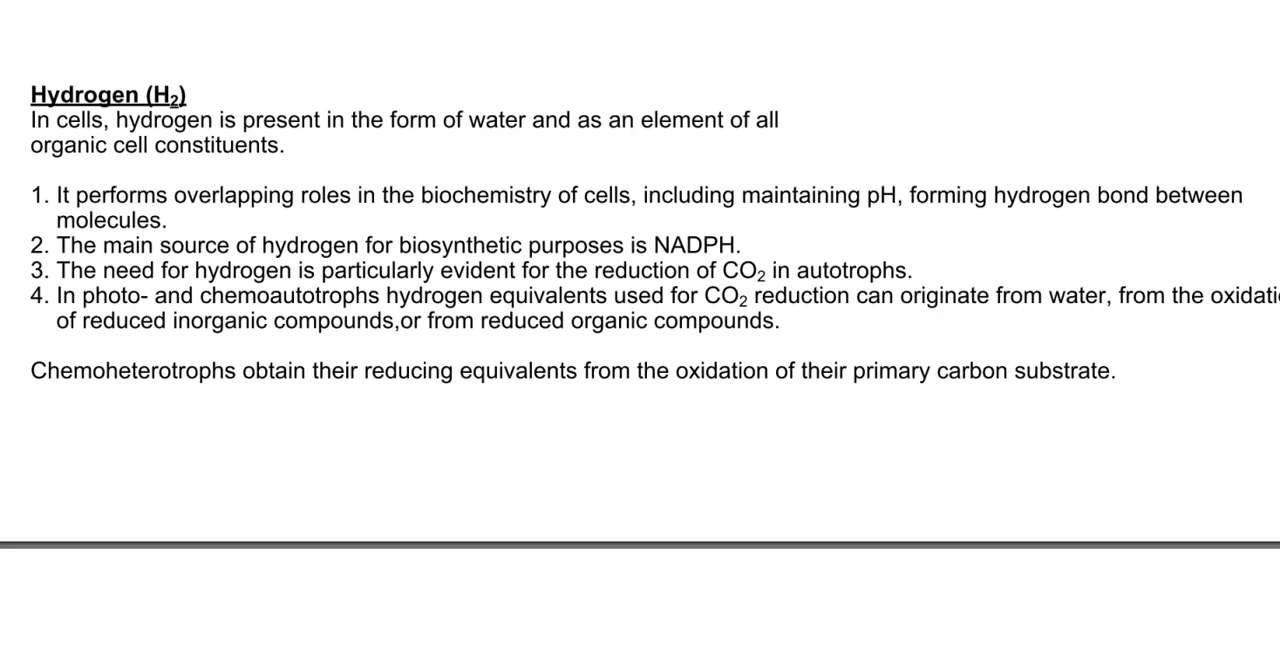 Hydrogen (H₂)
In cells, hydrogen is present in the form of water and as an element of all
organic cell constituents.
1. It performs overlapping roles in the biochemistry of cells, including maintaining pH, forming hydrogen bond between
molecules.
2. The main source of hydrogen for biosynthetic purposes is NADPH.
3. The need for hydrogen is particularly evident for the reduction of CO₂ in autotrophs.
4. In photo- and chemoautotrophs hydrogen equivalents used for CO₂ reduction can originate from water, from the
of reduced inorganic compounds,or from reduced organic compounds.
Chemoheterotrophs obtain their reducing equivalents from the oxidation of their primary carbon substrate.